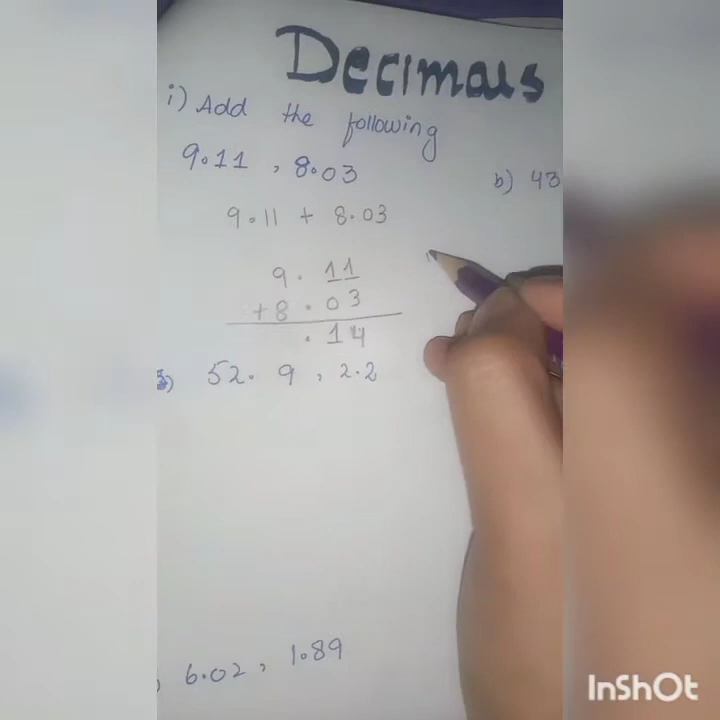 Decimals
i) Add the following
9.11 , 8.03
b) 43
9.11 + 8.03
9.11
+8.03
.14
52.9 , 2.2
6.02 , 1.89
InShOt